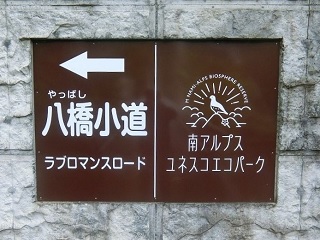 やっぱし
八橋小道
ラブロマンスロード
MINAMI-ALPS BIOSPHERE RESERVE
南アルプス
ユネスコエコパーク